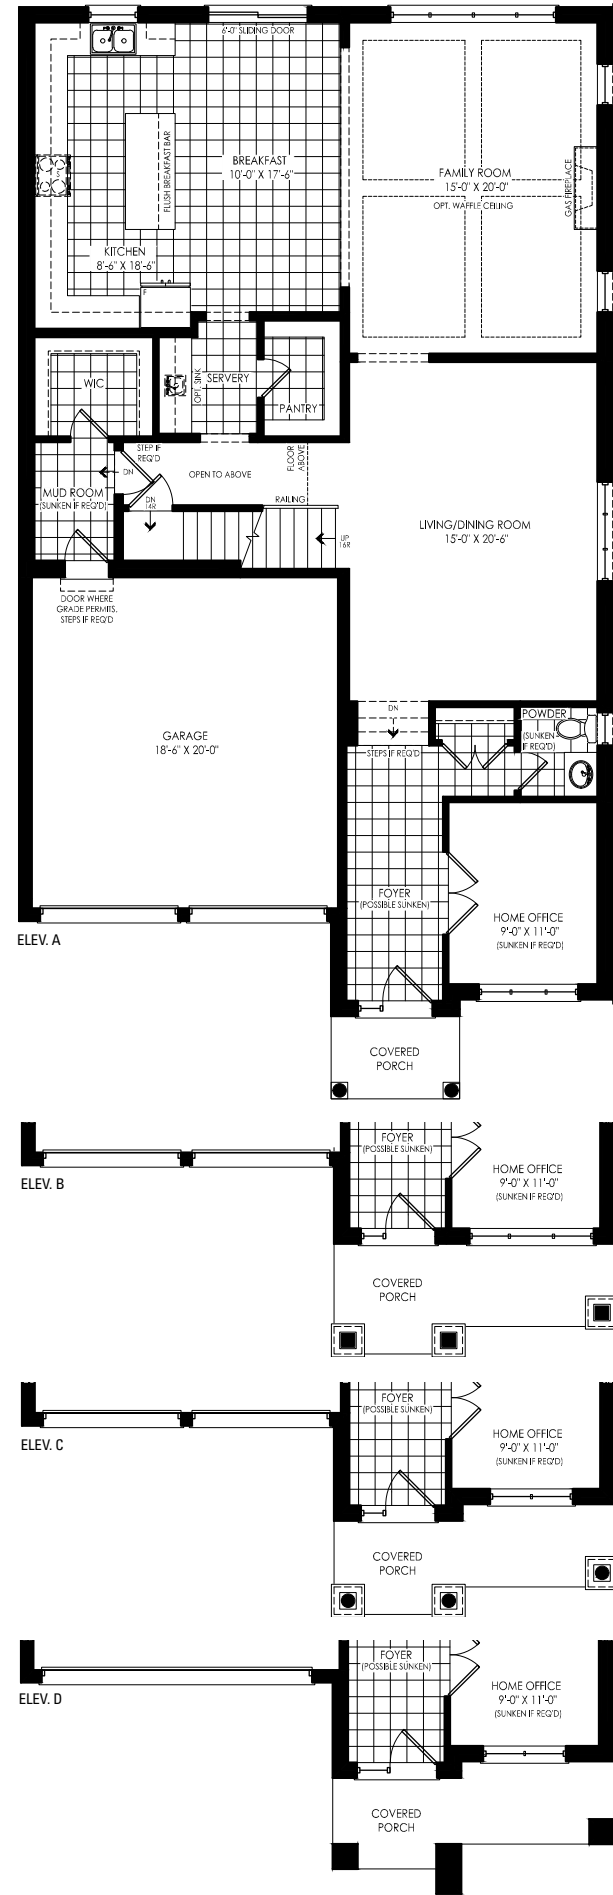 6'-0" SLIDING DOOR
BREAKFAST
10'-0" X 17'-6"
FLUSH BREAKFAST BAR
KITCHEN
8'-6" X 18'-6"
F
FAMILY ROOM
15'-0" X 20'-0"
OPT. WAFFLE CEILING
GAS FIREPLACE
WIC
OPT. SINK
SERVERY
PANTRY
STEP IF
REQ'D
DN
OPEN TO ABOVE
FLOOR
ABOVE
MUD ROOM
(SUNKEN IF REQ'D)
DN
14R
RAILING
UP
16R
LIVING/DINING ROOM
15'-0" X 20'-6"
DOOR WHERE
GRADE PERMITS.
STEPS IF REQ'D
GARAGE
18'-6" X 20'-0"
DN
STEPS IF REQ'D
POWDER
(SUNKEN
IF REQ'D)
FOYER
(POSSIBLE SUNKEN)
HOME OFFICE
9'-0" X 11'-0"
(SUNKEN IF REQ'D)
ELEV. A
COVERED
PORCH
FOYER
(POSSIBLE SUNKEN)
HOME OFFICE
9'-0" X 11'-0"
(SUNKEN IF REQ'D)
ELEV. B
COVERED
PORCH
FOYER
(POSSIBLE SUNKEN)
HOME OFFICE
9'-0" X 11'-0"
(SUNKEN IF REQ'D)
ELEV. C
COVERED
PORCH
FOYER
(POSSIBLE SUNKEN)
HOME OFFICE
9'-0" X 11'-0"
(SUNKEN IF REQ'D)
ELEV. D
COVERED
PORCH